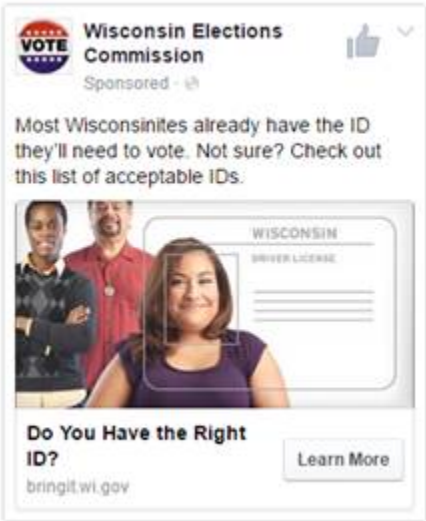 VOTE
Wisconsin Elections
Commission
Sponsored ·
Most Wisconsinites already have the ID
they'll need to vote. Not sure? Check out
this list of acceptable IDs.
WISCONSIN
DRIVER LICENSE
Do You Have the Right
ID?
Learn More
bringit.wi.gov